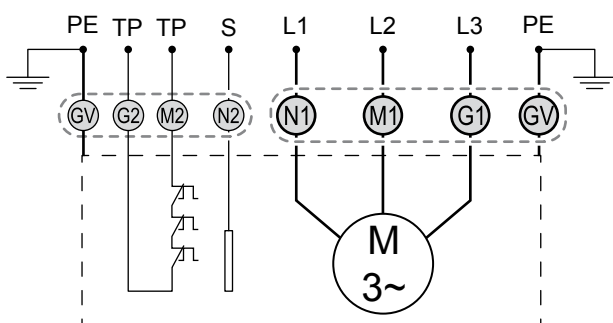 PE TP TP S L1 L2 L3 PE
GV G2 M2 N2 N1 M1 G1 GV
M
3~